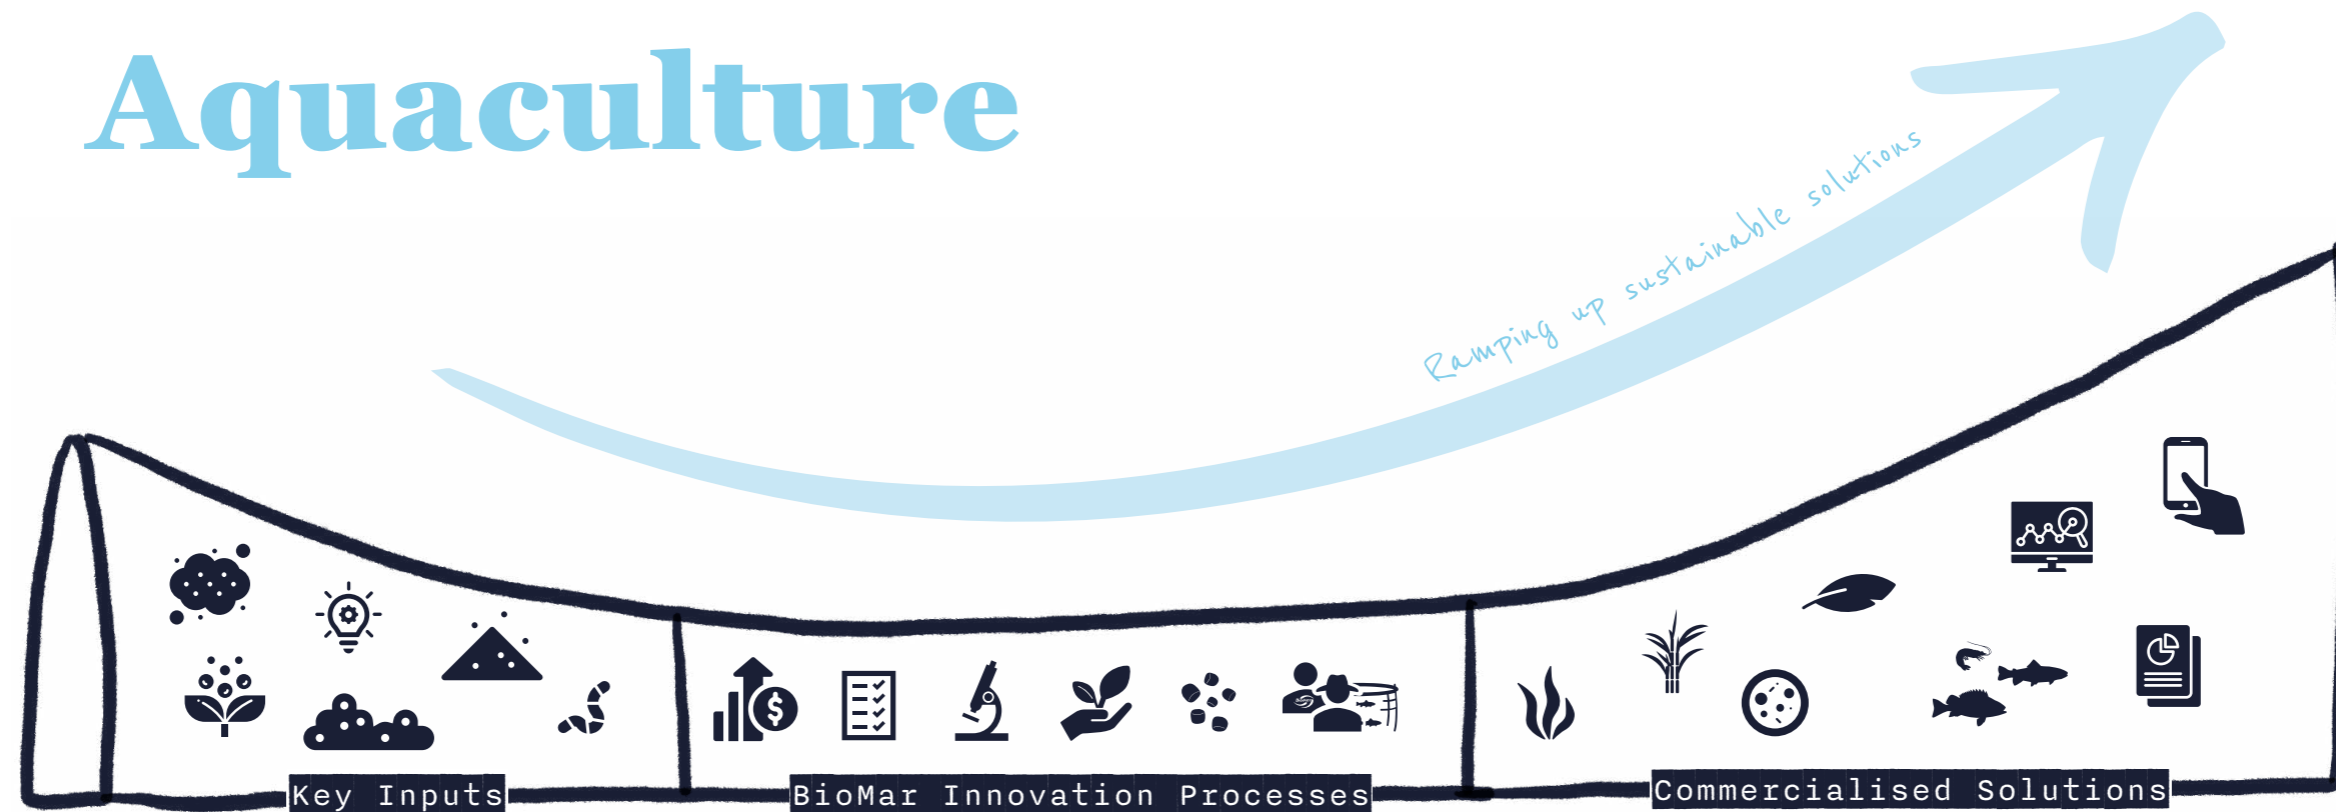 Aquaculture
Ramping up sustainable solutions
Key Inputs
BioMar Innovation Processes
Commercialised Solutions